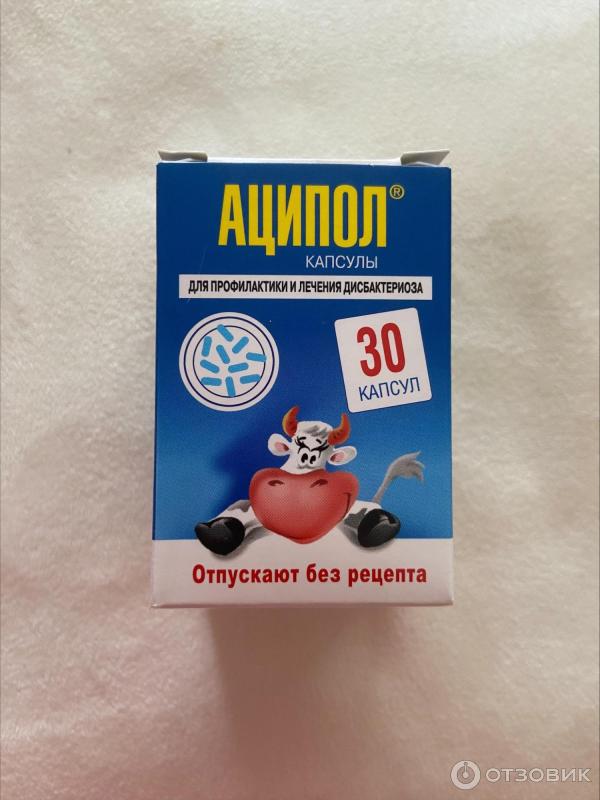 АЦИПОЛ®
КАПСУЛЫ
ДЛЯ ПРОФИЛАКТИКИ И ЛЕЧЕНИЯ ДИСБАКТЕРИОЗА
30
КАПСУЛ
Отпускают без рецепта
ОТЗОВИК